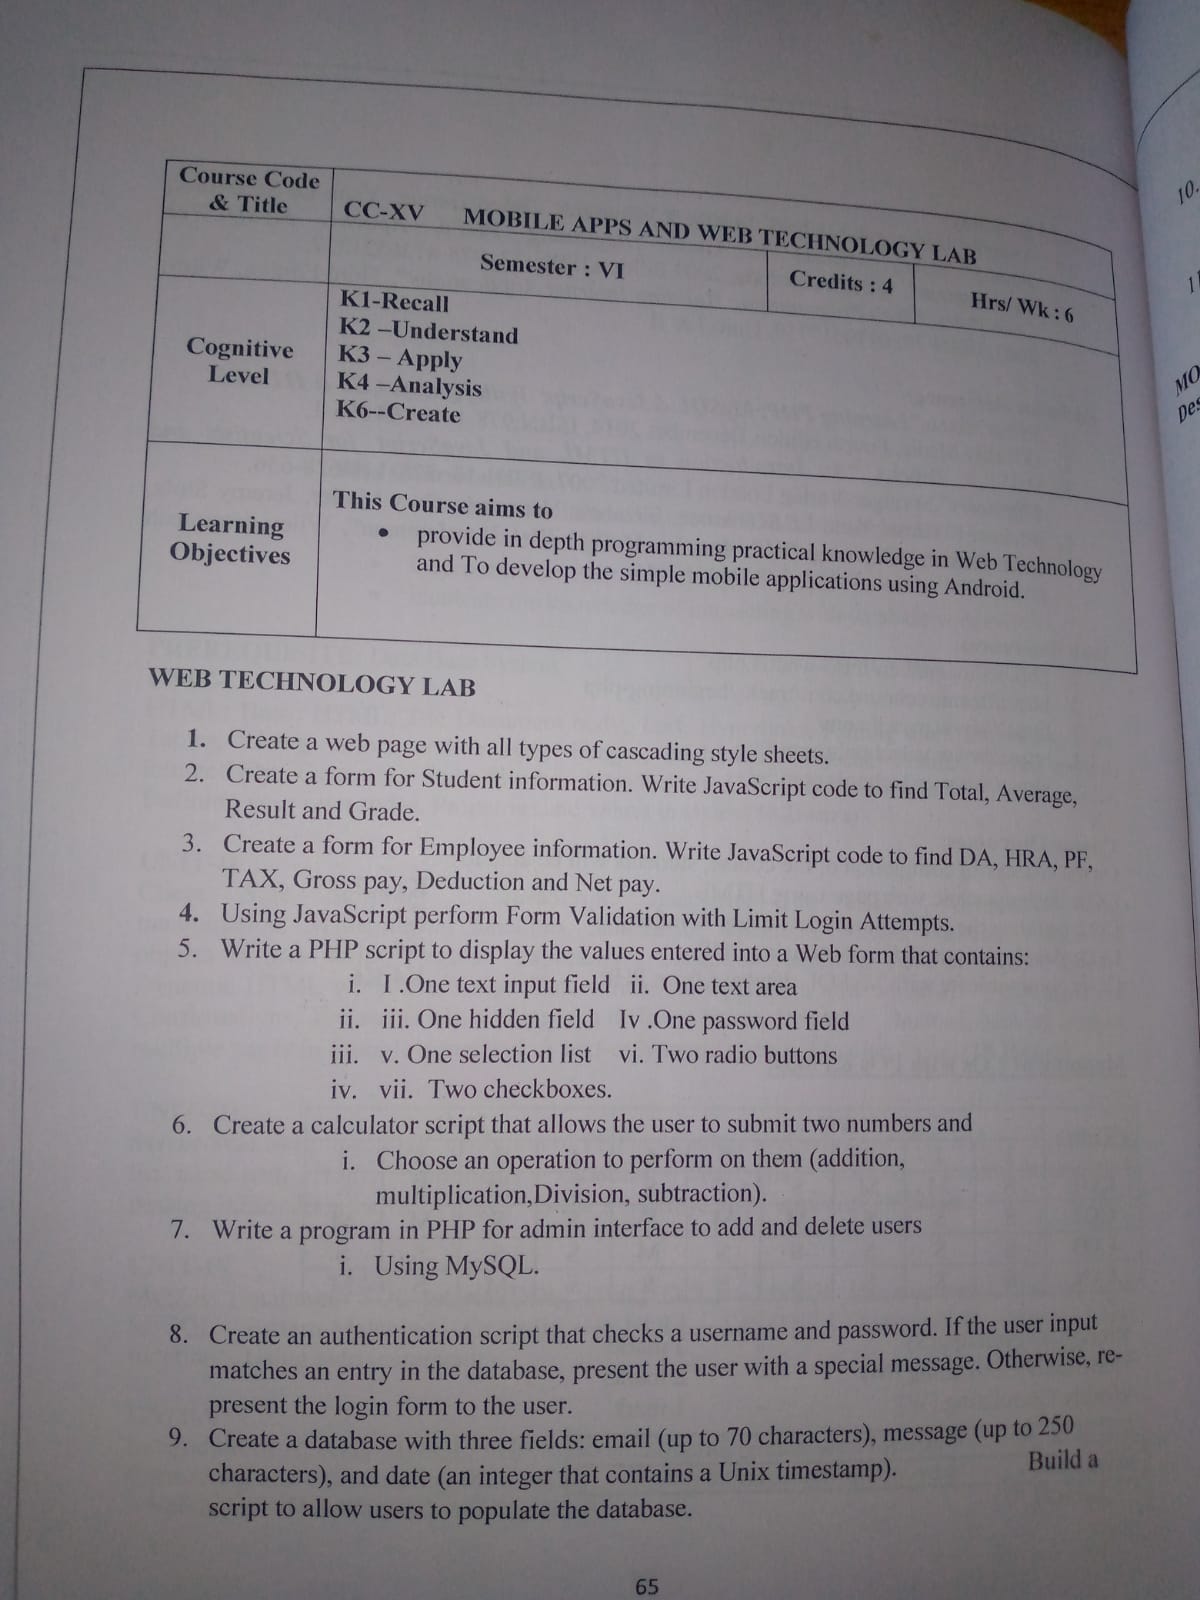 Course Code
& Title
CC-XV MOBILE APPS AND WEB TECHNOLOGY LAB
Semester : VI Credits : 4 Hrs/ Wk : 6
Cognitive
Level
K1-Recall
K2 –Understand
K3 – Apply
K4 –Analysis
K6--Create
Learning
Objectives
This Course aims to
• provide in depth programming practical knowledge in Web Technology
and To develop the simple mobile applications using Android.
WEB TECHNOLOGY LAB
1. Create a web page with all types of cascading style sheets.
2. Create a form for Student information. Write JavaScript code to find Total, Average,
Result and Grade.
3. Create a form for Employee information. Write JavaScript code to find DA, HRA, PF,
TAX, Gross pay, Deduction and Net pay.
4. Using JavaScript perform Form Validation with Limit Login Attempts.
5. Write a PHP script to display the values entered into a Web form that contains:
i. I .One text input field ii. One text area
ii. iii. One hidden field Iv .One password field
iii. v. One selection list vi. Two radio buttons
iv. vii. Two checkboxes.
6. Create a calculator script that allows the user to submit two numbers and
i. Choose an operation to perform on them (addition,
multiplication,Division, subtraction).
7. Write a program in PHP for admin interface to add and delete users
i. Using MySQL.
8. Create an authentication script that checks a username and password. If the user input
matches an entry in the database, present the user with a special message. Otherwise, re-
present the login form to the user.
9. Create a database with three fields: email (up to 70 characters), message (up to 250
characters), and date (an integer that contains a Unix timestamp). Build a
script to allow users to populate the database.
65
10.
MO
Des